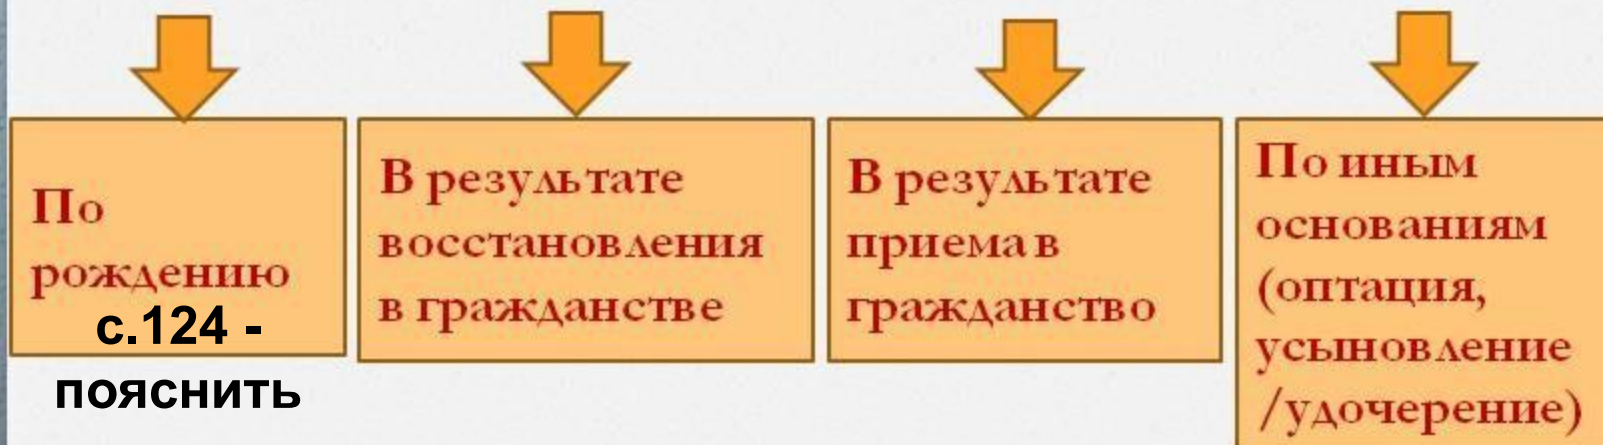 По
рождению
с.124 -
пояснить
В результате
восстановления
в гражданстве
В результате
приема в
гражданство
По иным
основаниям
(оптация,
усыновление
/удочерение)